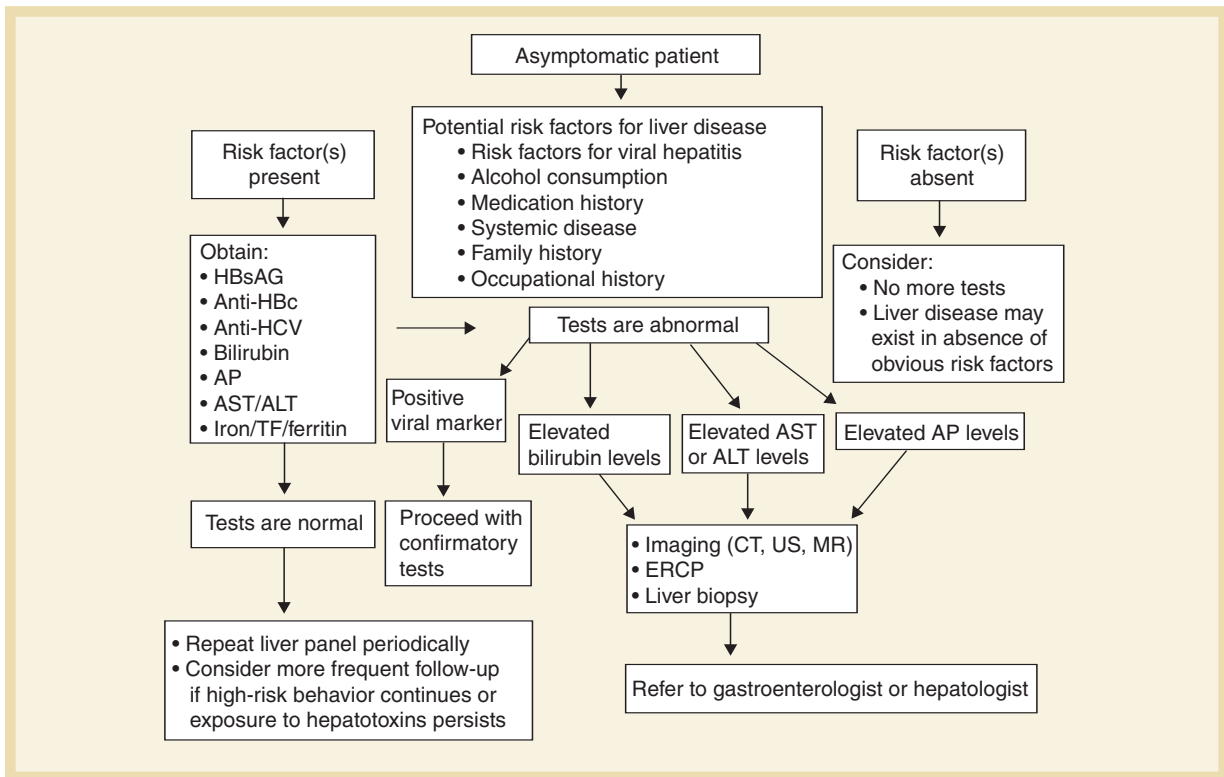 Asymptomatic patient
Potential risk factors for liver disease
• Risk factors for viral hepatitis
• Alcohol consumption
• Medication history
• Systemic disease
• Family history
• Occupational history
Risk factor(s)
present
Risk factor(s)
absent
Obtain:
• HBsAG
• Anti-HBc
• Anti-HCV
• Bilirubin
• AP
• AST/ALT
• Iron/TF/ferritin
Consider:
• No more tests
• Liver disease may
exist in absence of
obvious risk factors
Tests are abnormal
Positive
viral marker
Elevated
bilirubin levels
Elevated AST
or ALT levels
Elevated AP levels
Tests are normal
Proceed with
confirmatory
tests
• Imaging (CT, US, MR)
• ERCP
• Liver biopsy
• Repeat liver panel periodically
• Consider more frequent follow-up
if high-risk behavior continues or
exposure to hepatotoxins persists
Refer to gastroenterologist or hepatologist